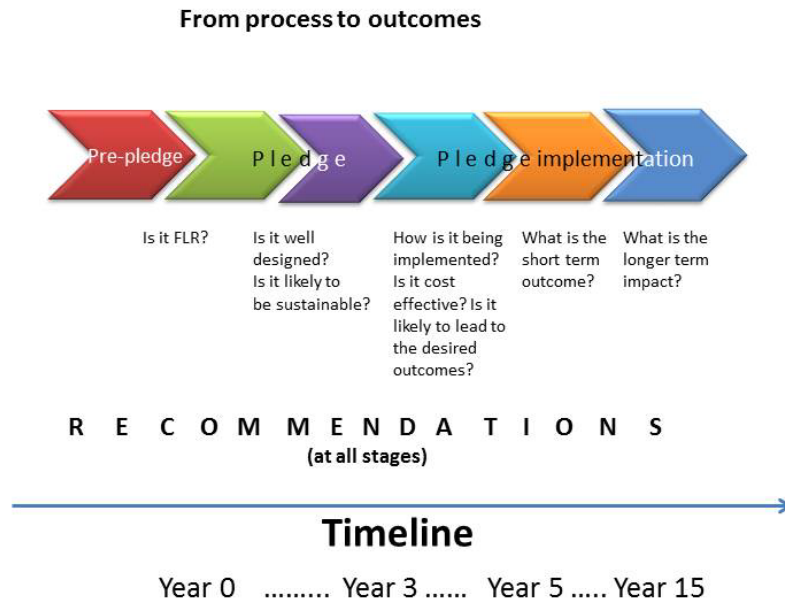 From process to outcomes
Pre-pledge
P l e d g e
P l e d g e implementation
Is it FLR?
Is it well
designed?
Is it likely to
be sustainable?
How is it being
implemented?
Is it cost
effective? Is it
likely to lead to
the desired
outcomes?
What is the
short term
outcome?
What is the
longer term
impact?
R E C O M M E N D A T I O N S
(at all stages)
Timeline
Year 0 ......... Year 3 ...... Year 5 ..... Year 15